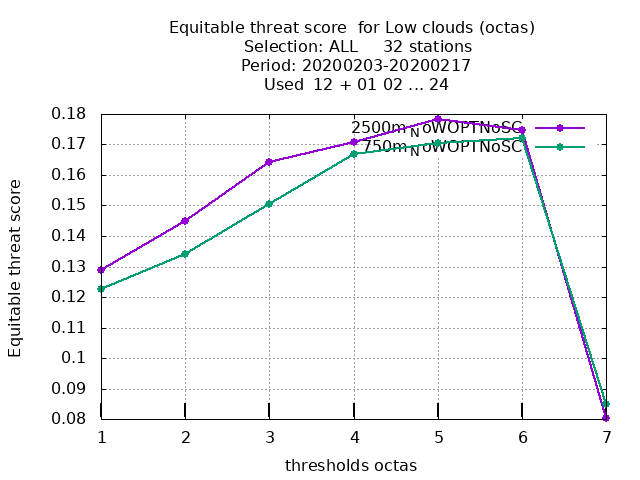 Equitable threat score  for Low clouds (octas)
Selection: ALL     32 stations
Period: 20200203-20200217
Used  12 + 01 02 ... 24
0.18
0.17
0.16
0.15
0.14
0.13
0.12
0.11
0.1
0.09
0.08
Equitable threat score
2500mNoWOPTNoSC
750mNoWOPTNoSC
1 2 3 4 5 6 7
thresholds octas